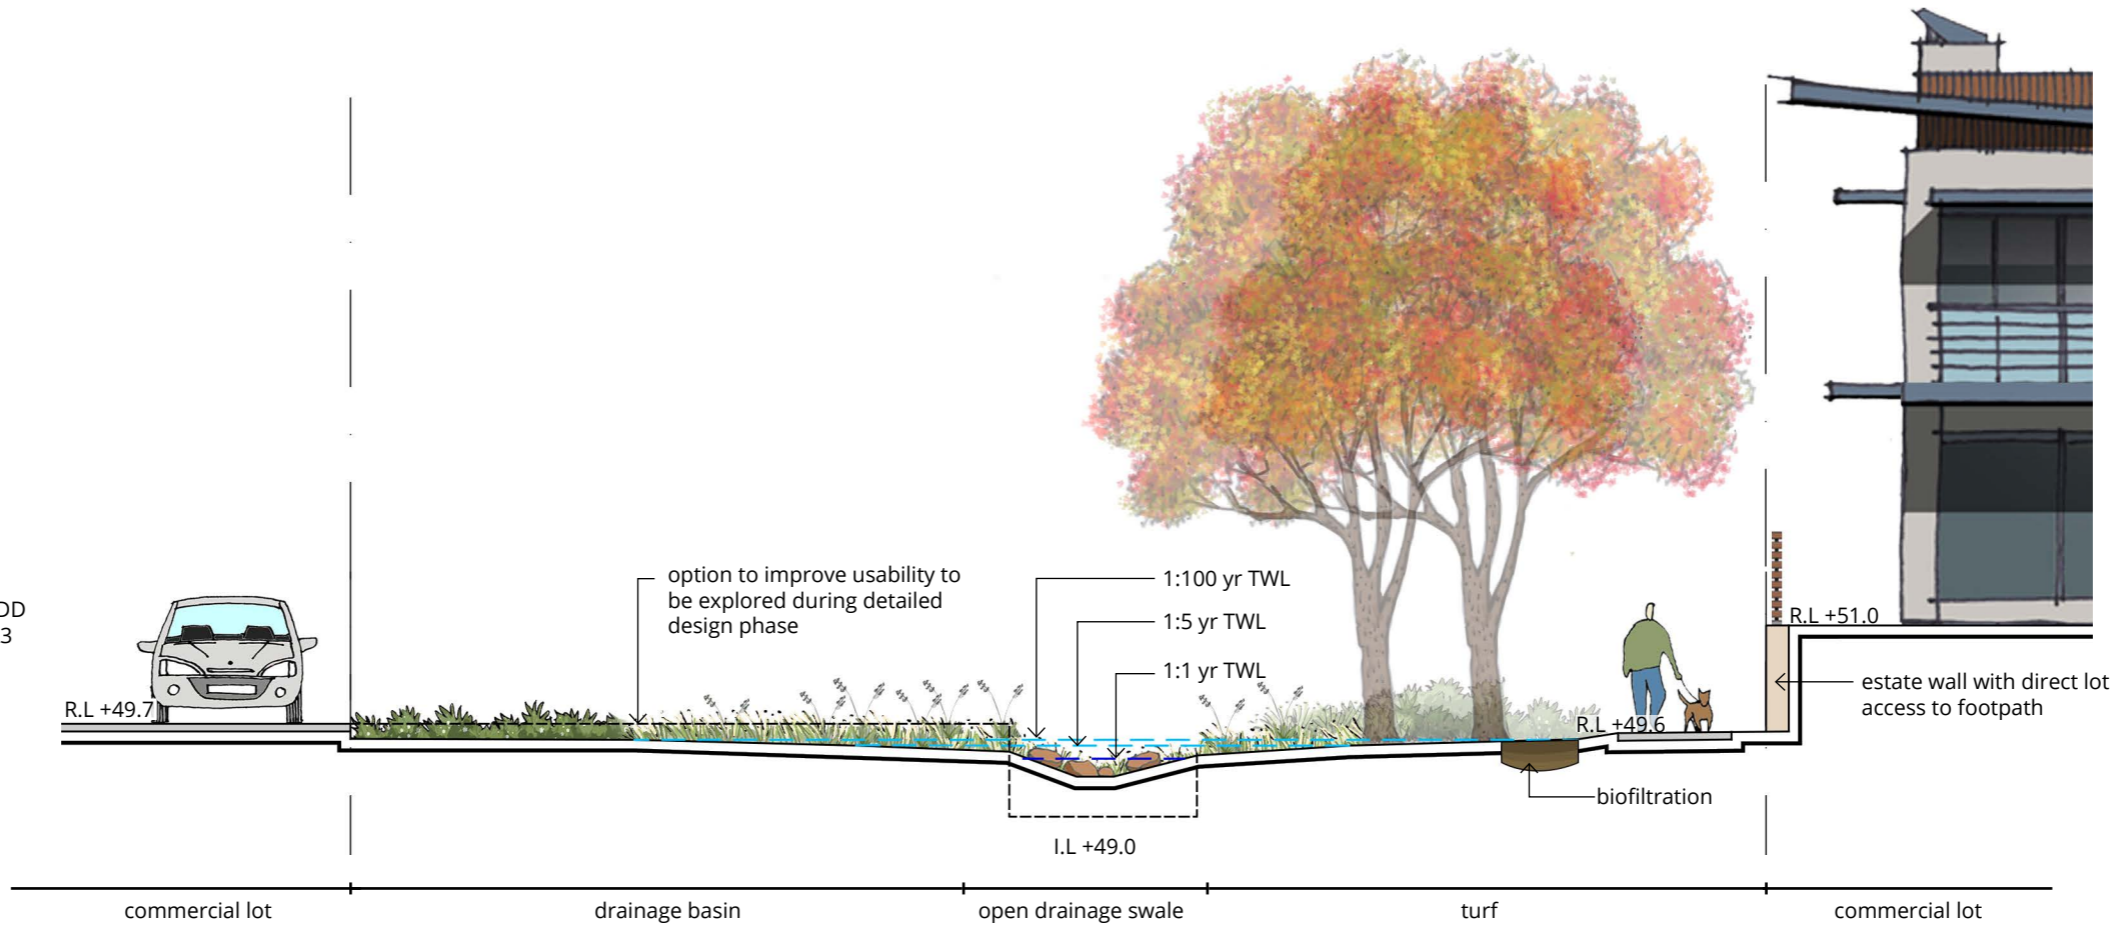 DD
3
R.L +49.7
option to improve usability to
be explored during detailed
design phase
1:100 yr TWL
1:5 yr TWL
1:1 yr TWL
R.L +51.0
estate wall with direct lot
access to footpath
R.L +49.6
biofiltration
I.L +49.0
commercial lot
drainage basin
open drainage swale
turf
commercial lot